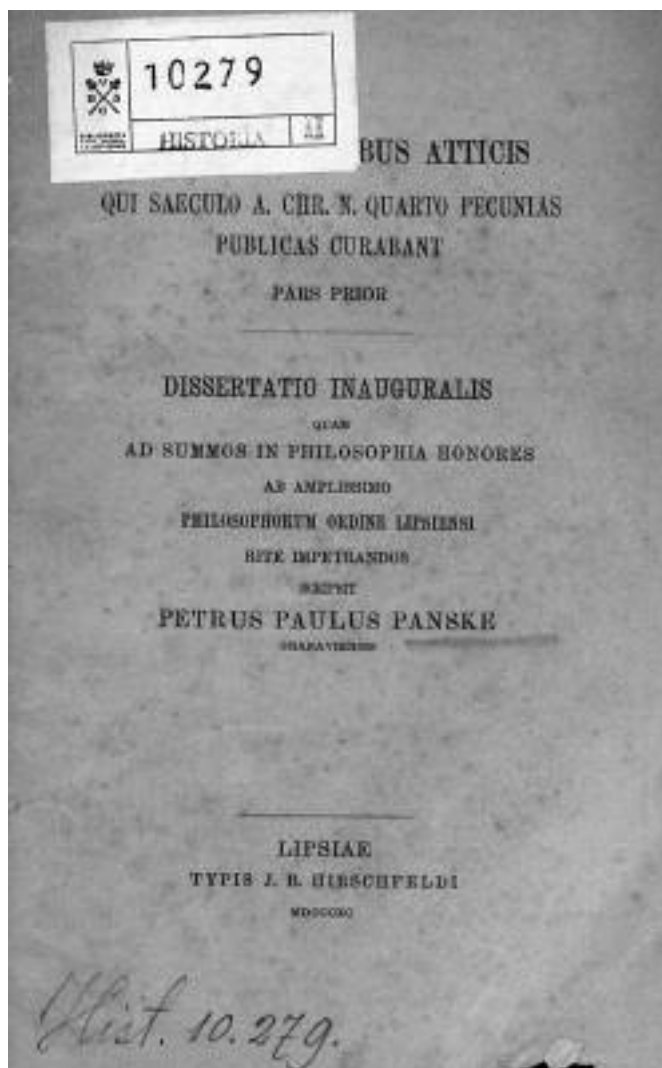 10279
HISTORIA
BUS ATTICIS
QUI SAECULO A. CHR. N. QUARTO PECUNIAS
PUBLICAS CURABANT
PARS PRIOR
DISSERTATIO INAUGURALIS
QUAM
AD SUMMOS IN PHILOSOPHIA HONORES
AB AMPLISSIMO
PHILOSOPHORUM ORDINE LIPSIENSI
RITE IMPETRANDOS
SCRIPSIT
PETRUS PAULUS PANSKE
LIPSIAE
TYPIS J. B. HIRSCHFELDI
MDCCCXC
Hist. 10.279.